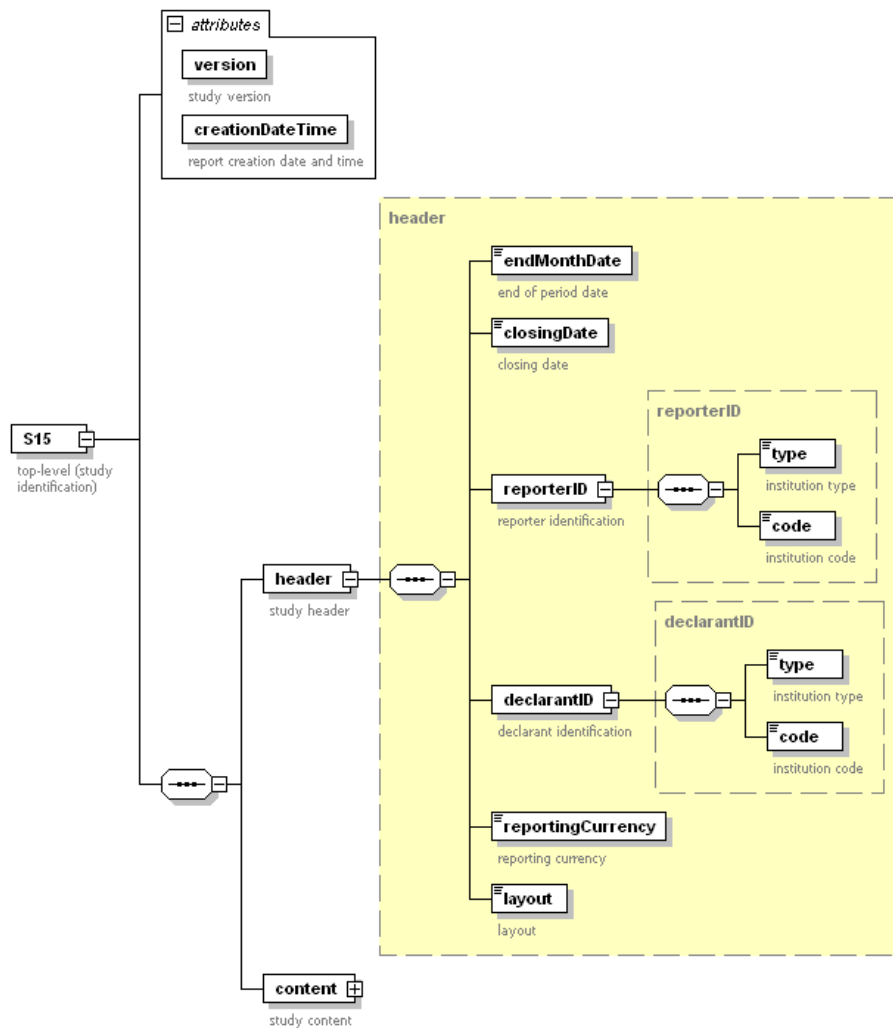 attributes
version
study version
creationDateTime
report creation date and time
header
endMonthDate
end of period date
closingDate
closing date
reporterID
type
institution type
S15
top-level (study
identification)
reporterID
reporter identification
code
institution code
header
study header
declarantID
type
institution type
declarantID
declarant identification
code
institution code
reportingCurrency
reporting currency
layout
layout
content
study content